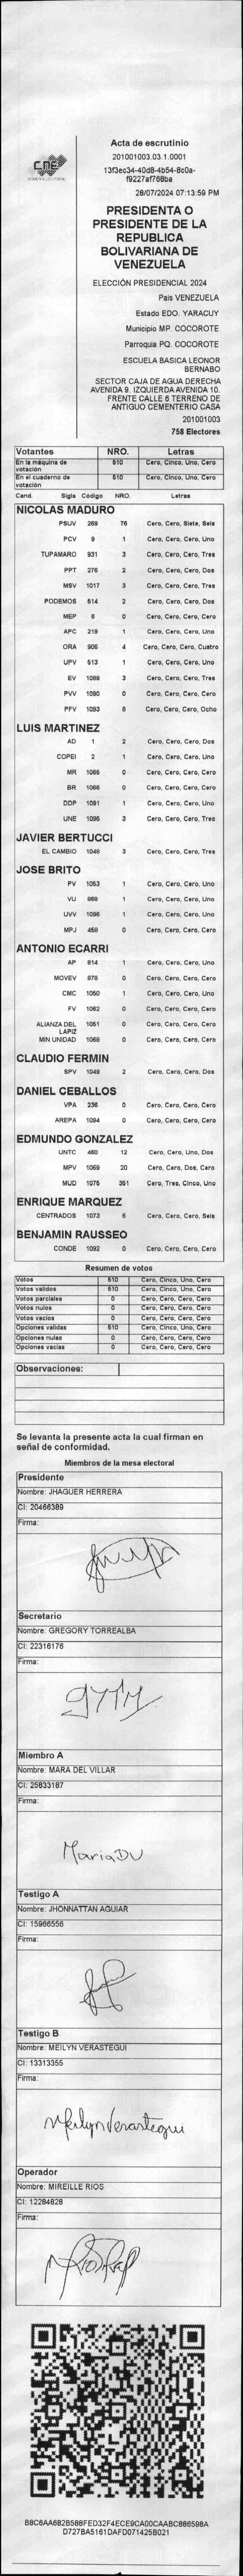 CNE
Acta de escrutinio
201001003.03.1.0001
13f3ec34-40d8-4b54-8c0a-
f9227af768ba
28/07/2024 07:13:59 PM
PRESIDENTA O
PRESIDENTE DE LA
REPUBLICA
BOLIVARIANA DE
VENEZUELA
ELECCIÓN PRESIDENCIAL 2024
País VENEZUELA
Estado EDO. YARACUY
Municipio MP. COCOROTE
Parroquia PQ. COCOROTE
ESCUELA BASICA LEONOR
BERNABO
SECTOR CAJA DE AGUA DERECHA
AVENIDA 9. IZQUIERDA AVENIDA 10.
FRENTE CALLE 6 TERRENO DE
ANTIGUO CEMENTERIO CASA
201001003
758 Electores
Votantes NRO. Letras
En la máquina de votación 510 Cero, Cinco, Uno, Cero
En el cuaderno de votación 510 Cero, Cinco, Uno, Cero
Cand. Sigla Código NRO. Letras
NICOLAS MADURO
PSUV 269 76 Cero, Cero, Siete, Seis
PCV 9 1 Cero, Cero, Cero, Uno
TUPAMARO 931 3 Cero, Cero, Cero, Tres
PPT 276 2 Cero, Cero, Cero, Dos
MSV 1017 3 Cero, Cero, Cero, Tres
PODEMOS 514 2 Cero, Cero, Cero, Dos
MEP 6 0 Cero, Cero, Cero, Cero
APC 219 1 Cero, Cero, Cero, Uno
ORA 906 4 Cero, Cero, Cero, Cuatro
UPV 513 1 Cero, Cero, Cero, Uno
EV 1089 3 Cero, Cero, Cero, Tres
PVV 1090 0 Cero, Cero, Cero, Cero
PFV 1093 8 Cero, Cero, Cero, Ocho
LUIS MARTINEZ
AD 1 2 Cero, Cero, Cero, Dos
COPEI 2 1 Cero, Cero, Cero, Uno
MR 1065 0 Cero, Cero, Cero, Cero
BR 1066 0 Cero, Cero, Cero, Cero
DDP 1091 1 Cero, Cero, Cero, Uno
UNE 1095 3 Cero, Cero, Cero, Tres
JAVIER BERTUCCI
EL CAMBIO 1048 3 Cero, Cero, Cero, Tres
JOSE BRITO
PV 1053 1 Cero, Cero, Cero, Uno
VU 868 1 Cero, Cero, Cero, Uno
UVV 1096 1 Cero, Cero, Cero, Uno
MPJ 458 0 Cero, Cero, Cero, Cero
ANTONIO ECARRI
AP 814 1 Cero, Cero, Cero, Uno
MOVEV 878 0 Cero, Cero, Cero, Cero
CMC 1050 1 Cero, Cero, Cero, Uno
FV 1062 0 Cero, Cero, Cero, Cero
ALIANZA DEL LAPIZ 1051 0 Cero, Cero, Cero, Cero
MIN UNIDAD 1068 0 Cero, Cero, Cero, Cero
CLAUDIO FERMIN
SPV 1049 2 Cero, Cero, Cero, Dos
DANIEL CEBALLOS
VPA 236 0 Cero, Cero, Cero, Cero
AREPA 1094 0 Cero, Cero, Cero, Cero
EDMUNDO GONZALEZ
UNTC 460 12 Cero, Cero, Uno, Dos
MPV 1069 20 Cero, Cero, Dos, Cero
MUD 1075 351 Cero, Tres, Cinco, Uno
ENRIQUE MARQUEZ
CENTRADOS 1073 6 Cero, Cero, Cero, Seis
BENJAMIN RAUSSEO
CONDE 1092 0 Cero, Cero, Cero, Cero
Resumen de votos
Votos 510 Cero, Cinco, Uno, Cero
Votos validos 510 Cero, Cinco, Uno, Cero
Votos parciales 0 Cero, Cero, Cero, Cero
Votos nulos 0 Cero, Cero, Cero, Cero
Votos vacios 0 Cero, Cero, Cero, Cero
Opciones validas 510 Cero, Cinco, Uno, Cero
Opciones nulas 0 Cero, Cero, Cero, Cero
Opciones vacias 0 Cero, Cero, Cero, Cero
Observaciones:
Se levanta la presente acta la cual firman en
señal de conformidad.
Miembros de la mesa electoral
Presidente
Nombre: JHAGUER HERRERA
CI: 20466389
Firma:
Secretario
Nombre: GREGORY TORREALBA
CI: 22316176
Firma:
Miembro A
Nombre: MARA DEL VILLAR
CI: 25833187
Firma:
MariaDV
Testigo A
Nombre: JHONNATTAN AGUIAR
CI: 15966556
Firma:
Testigo B
Nombre: MEILYN VERASTEGUI
CI: 13313355
Firma:
Meilyn Verastegui
Operador
Nombre: MIREILLE RIOS
CI: 12284828
Firma:
B8C6AA6B2B588FED32F4ECE9CA00CAABC886598A
D727BA5161DAFD071425B021